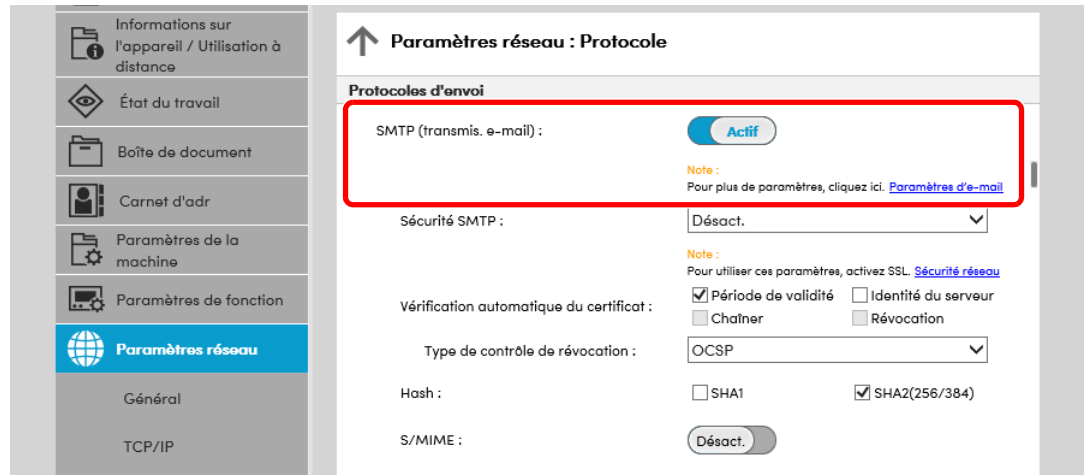 Informations sur
l'appareil / Utilisation à
distance
État du travail
Boîte de document
Carnet d'adr
Paramètres de la
machine
Paramètres de fonction
Paramètres réseau
Général
TCP/IP
Paramètres réseau : Protocole
Protocoles d'envoi
SMTP (transmis. e-mail) : Actif
Note :
Pour plus de paramètres, cliquez ici. Paramètres d'e-mail
Sécurité SMTP : Désact.
Note :
Pour utiliser ces paramètres, activez SSL. Sécurité réseau
Vérification automatique du certificat : Période de validité Identité du serveur
Chaîner Révocation
Type de contrôle de révocation : OCSP
Hash : SHA1 SHA2(256/384)
S/MIME : Désact.